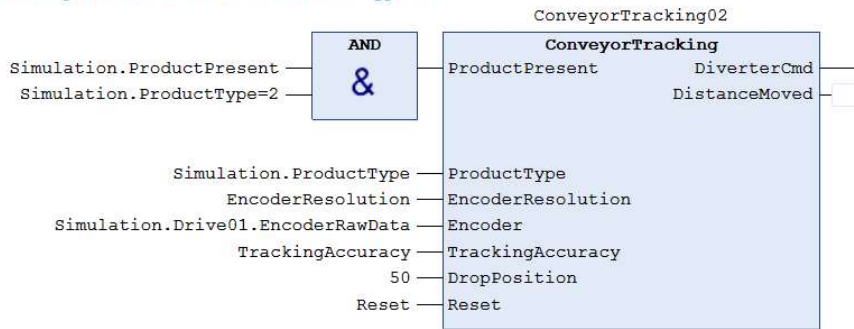 ConveyorTracking02
AND
ConveyorTracking
Simulation.ProductPresent
&
ProductPresent
DiverterCmd
Simulation.ProductType=2
DistanceMoved
Simulation.ProductType
ProductType
EncoderResolution
EncoderResolution
Simulation.Drive01.EncoderRawData
Encoder
TrackingAccuracy
TrackingAccuracy
50
DropPosition
Reset
Reset